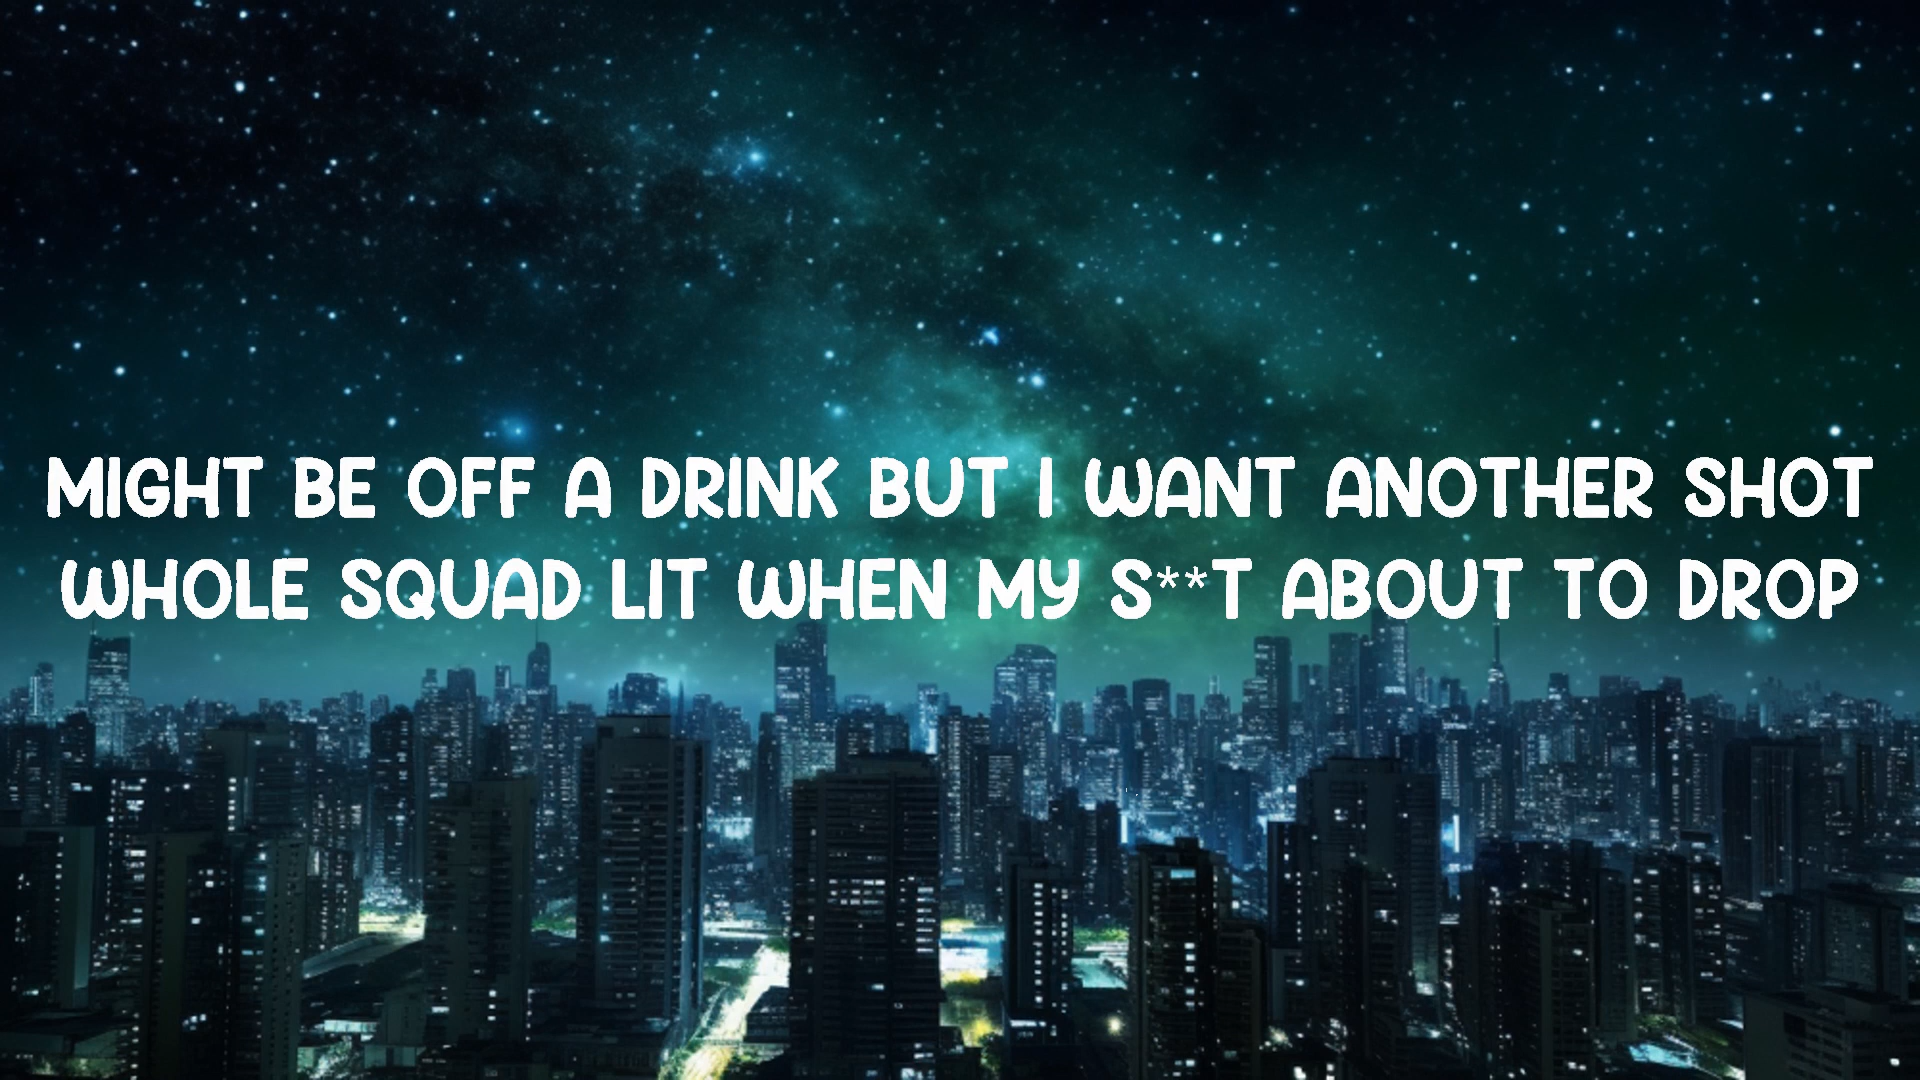 MIGHT BE OFF A DRINK BUT I WANT ANOTHER SHOT
WHOLE SQUAD LIT WHEN MY S**T ABOUT TO DROP